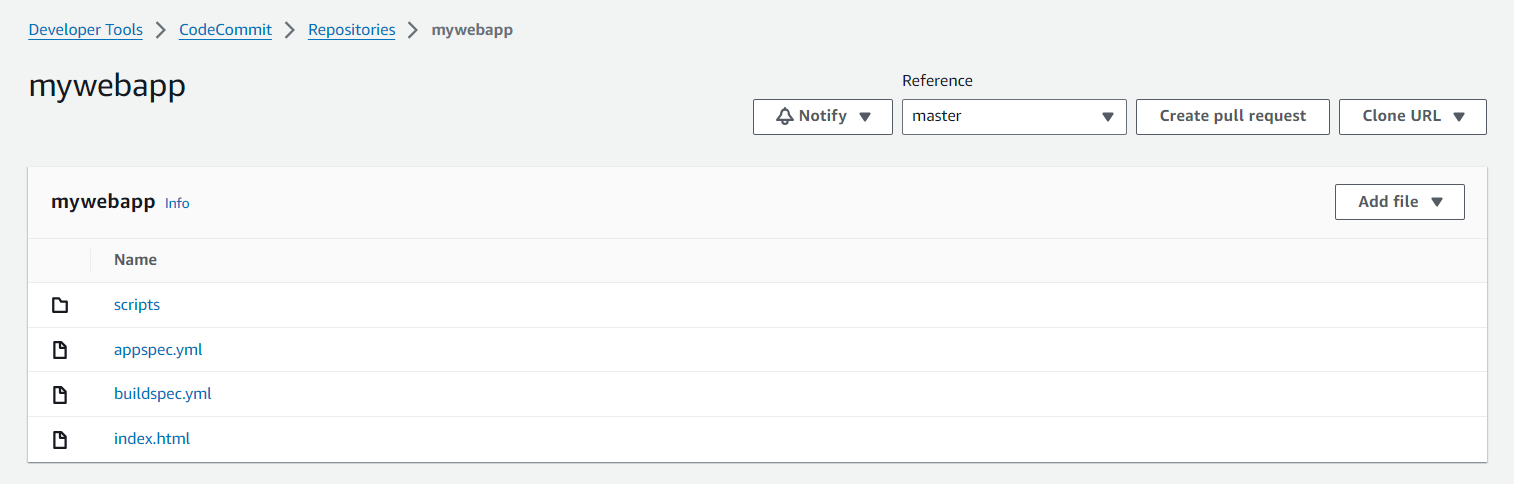 Developer Tools > CodeCommit > Repositories > mywebapp
mywebapp
Reference
Notify
master
Create pull request
Clone URL
mywebapp Info
Add file
Name
scripts
appspec.yml
buildspec.yml
index.html